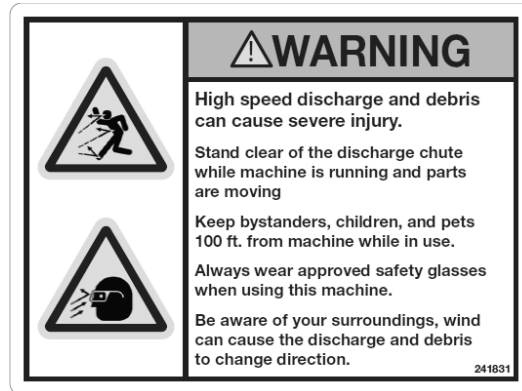 WARNING
High speed discharge and debris
can cause severe injury.
Stand clear of the discharge chute
while machine is running and parts
are moving
Keep bystanders, children, and pets
100 ft. from machine while in use.
Always wear approved safety glasses
when using this machine.
Be aware of your surroundings, wind
can cause the discharge and debris
to change direction.
241831